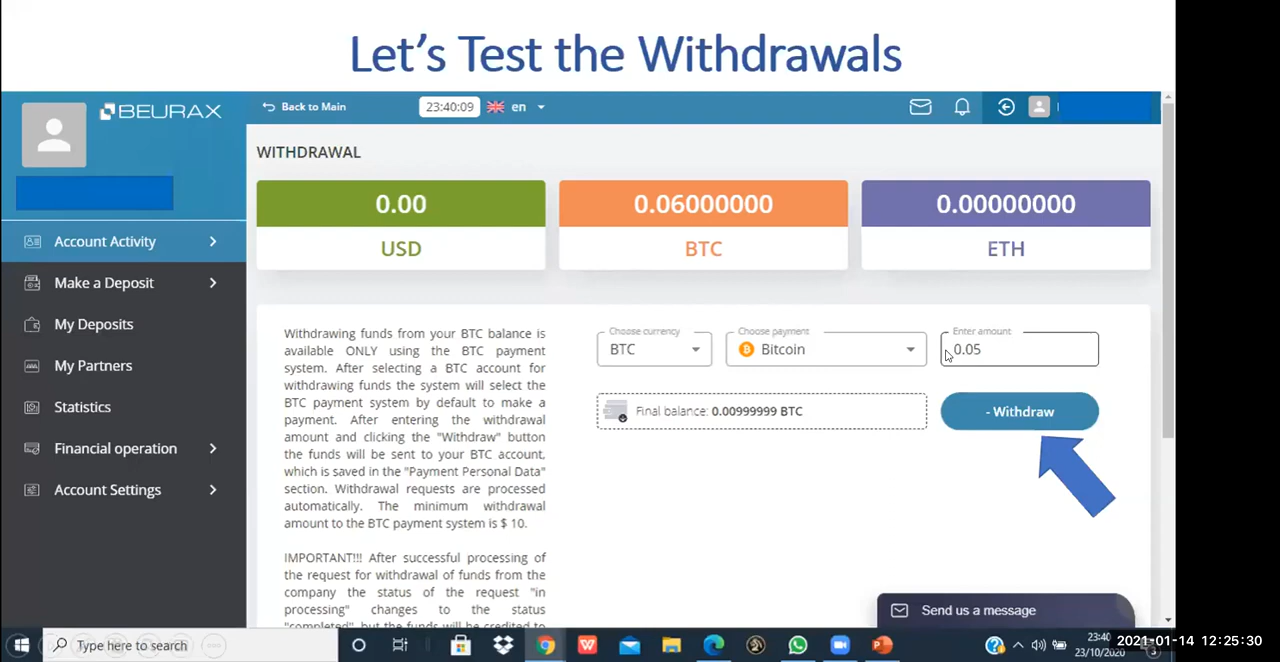 Let's Test the Withdrawals
BEURAX
Back to Main
23:40:09
en
WITHDRAWAL
0.00
USD
0.06000000
BTC
0.00000000
ETH
Account Activity
Make a Deposit
My Deposits
My Partners
Statistics
Financial operation
Account Settings
Withdrawing funds from your BTC balance is
available ONLY using the BTC payment
system. After selecting a BTC account for
withdrawing funds the system will select the
BTC payment system by default to make a
payment. After entering the withdrawal
amount and clicking the "Withdraw" button
the funds will be sent to your BTC account,
which is saved in the "Payment Personal Data"
section. Withdrawal requests are processed
automatically. The minimum withdrawal
amount to the BTC payment system is $ 10.
IMPORTANT!!! After successful processing of
the request for withdrawal of funds from the
company the status of the request "in
processing" changes to the status
"completed", but the funds will be credited to
Choose currency
BTC
Choose payment
Bitcoin
Enter amount
0.05
Final balance: 0.00999999 BTC
- Withdraw
Send us a message
Type here to search
23:40
23/10/2020
2021-01-14 12:25:30